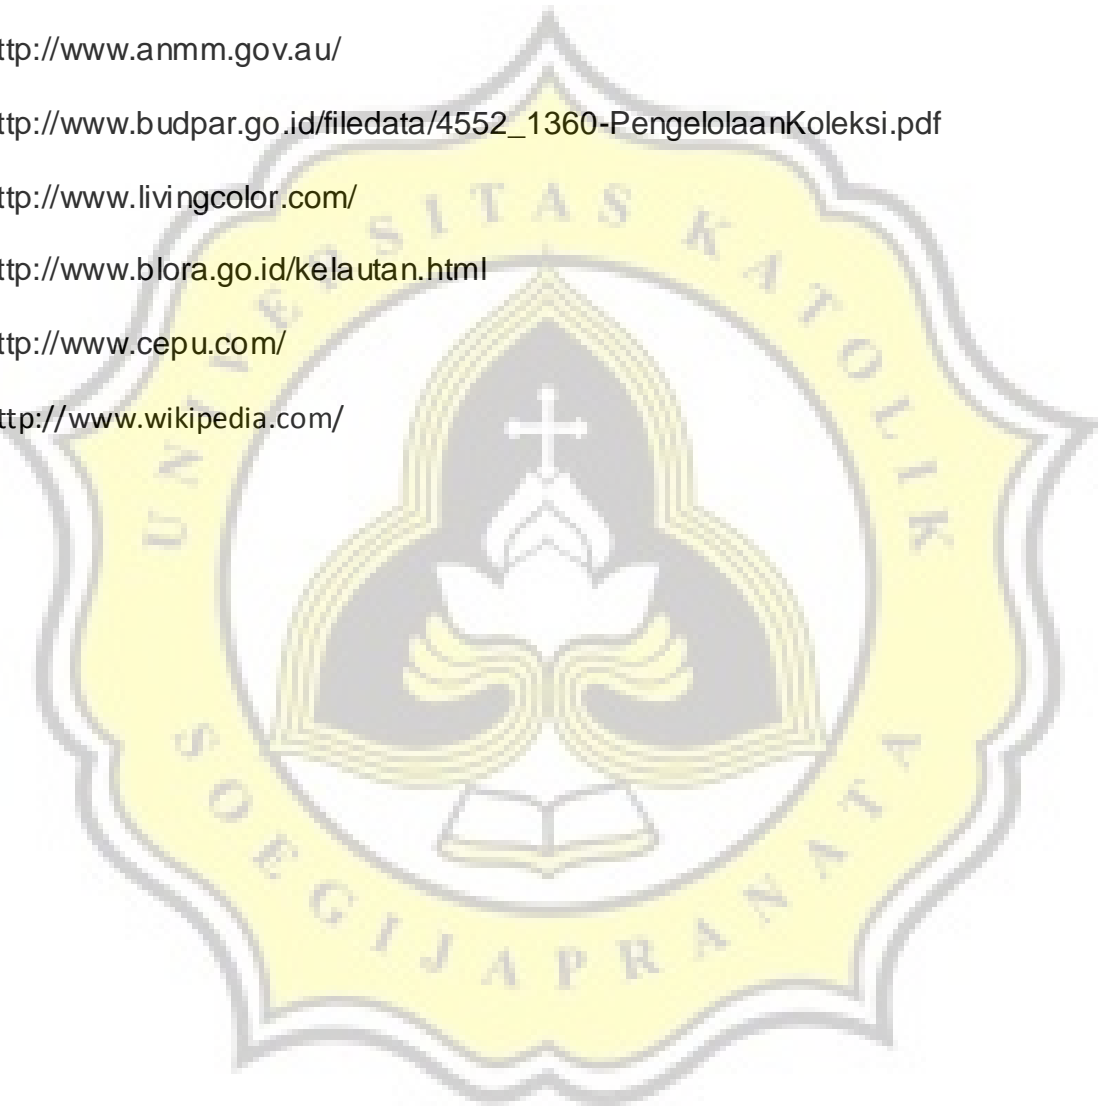 ttp://www.anmm.gov.au/
ttp://www.budpar.go.id/filedata/4552_1360-PengelolaanKoleksi.pdf
ttp://www.livingcolor.com/
ttp://www.blora.go.id/kelautan.html
ttp://www.cepu.com/
ttp://www.wikipedia.com/
UNIVERSITAS KATOLIK
SOEGIJAPRANATA